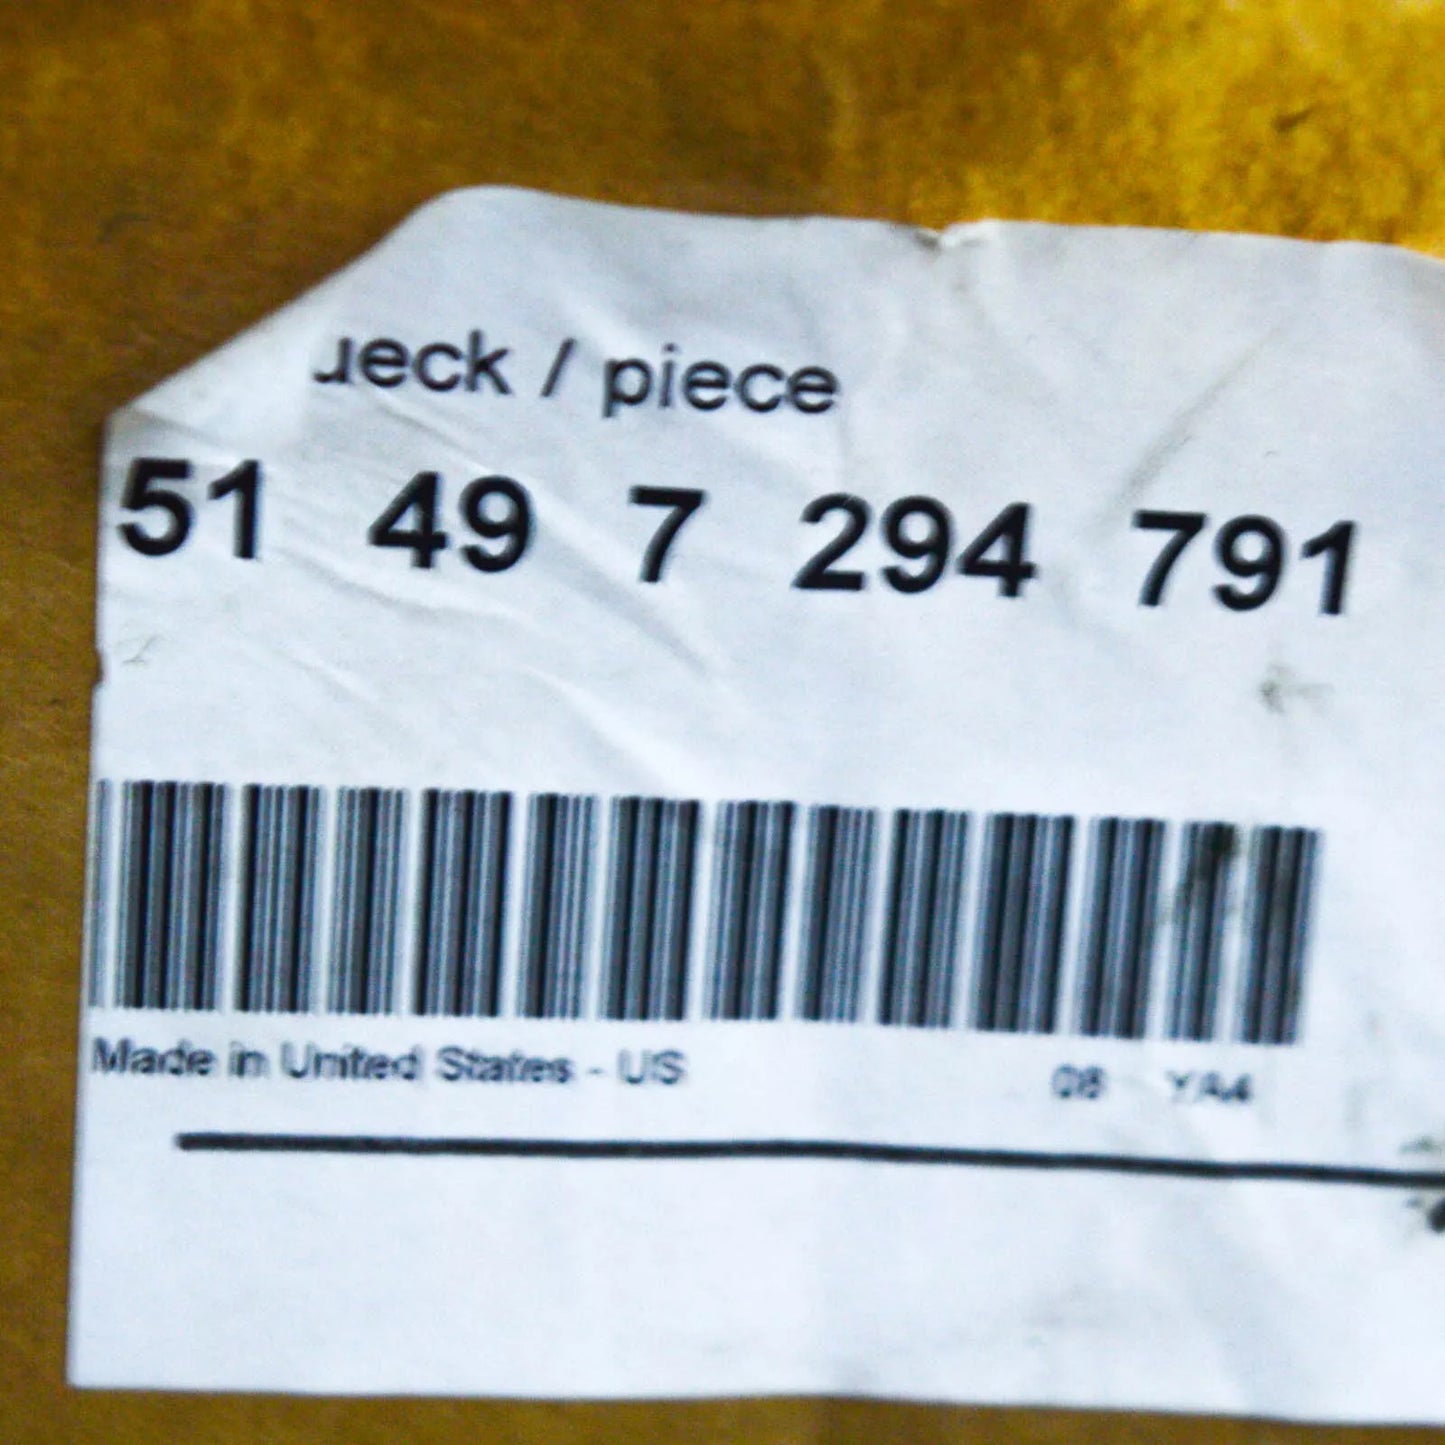 ueck / piece
51 49 7 294 791
Made in United States - US 08 YA4